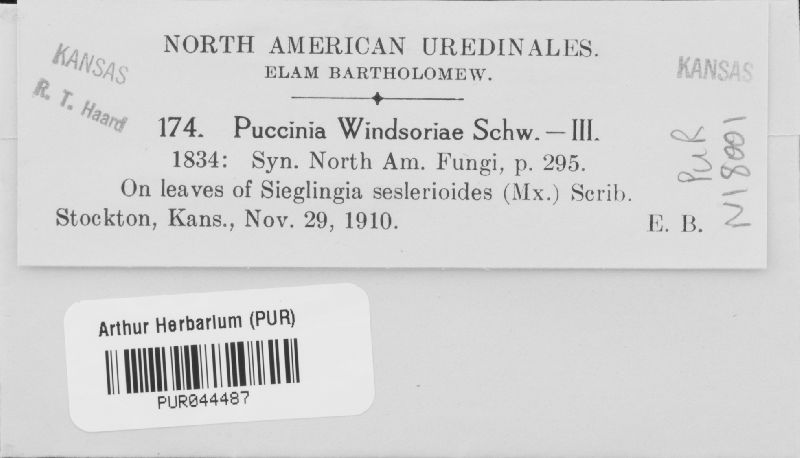 NORTH AMERICAN UREDINALES.
ELAM BARTHOLOMEW.
KANSAS
R. T. Haard
KANSAS
174. Puccinia Windsoriae Schw. — III.
1834: Syn. North Am. Fungi, p. 295.
On leaves of Sieglingia seslerioides (Mx.) Scrib.
Stockton, Kans., Nov. 29, 1910. E. B.
PUR
N18001
Arthur Herbarium (PUR)
PUR044487